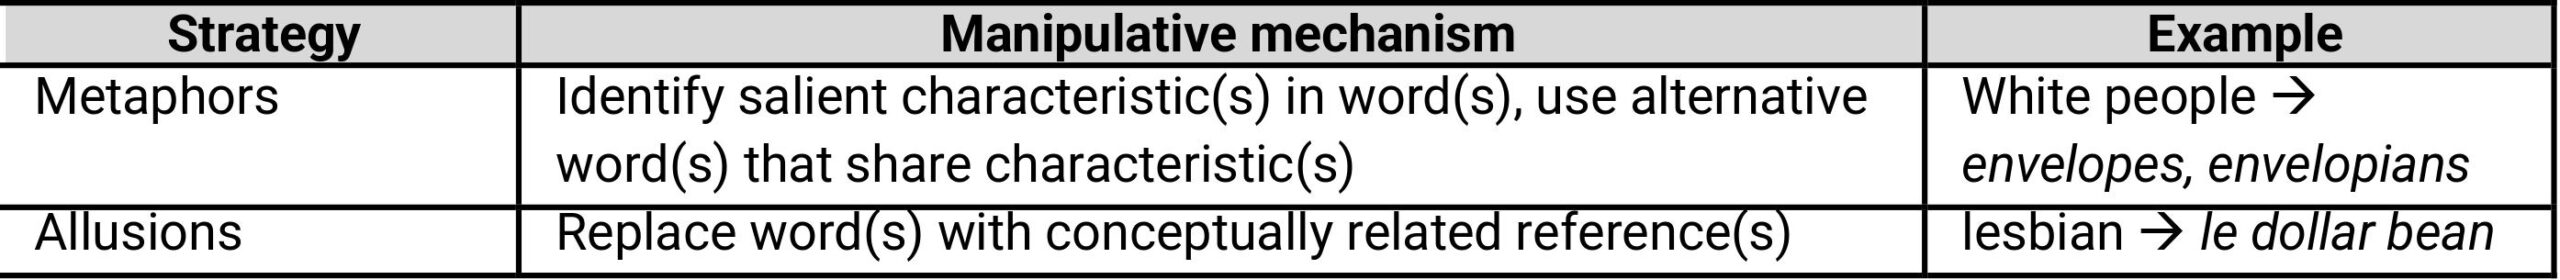 Strategy Manipulative mechanism Example
Metaphors Identify salient characteristic(s) in word(s), use alternative White people →
word(s) that share characteristic(s) envelopes, envelopians
Allusions Replace word(s) with conceptually related reference(s) lesbian → le dollar bean